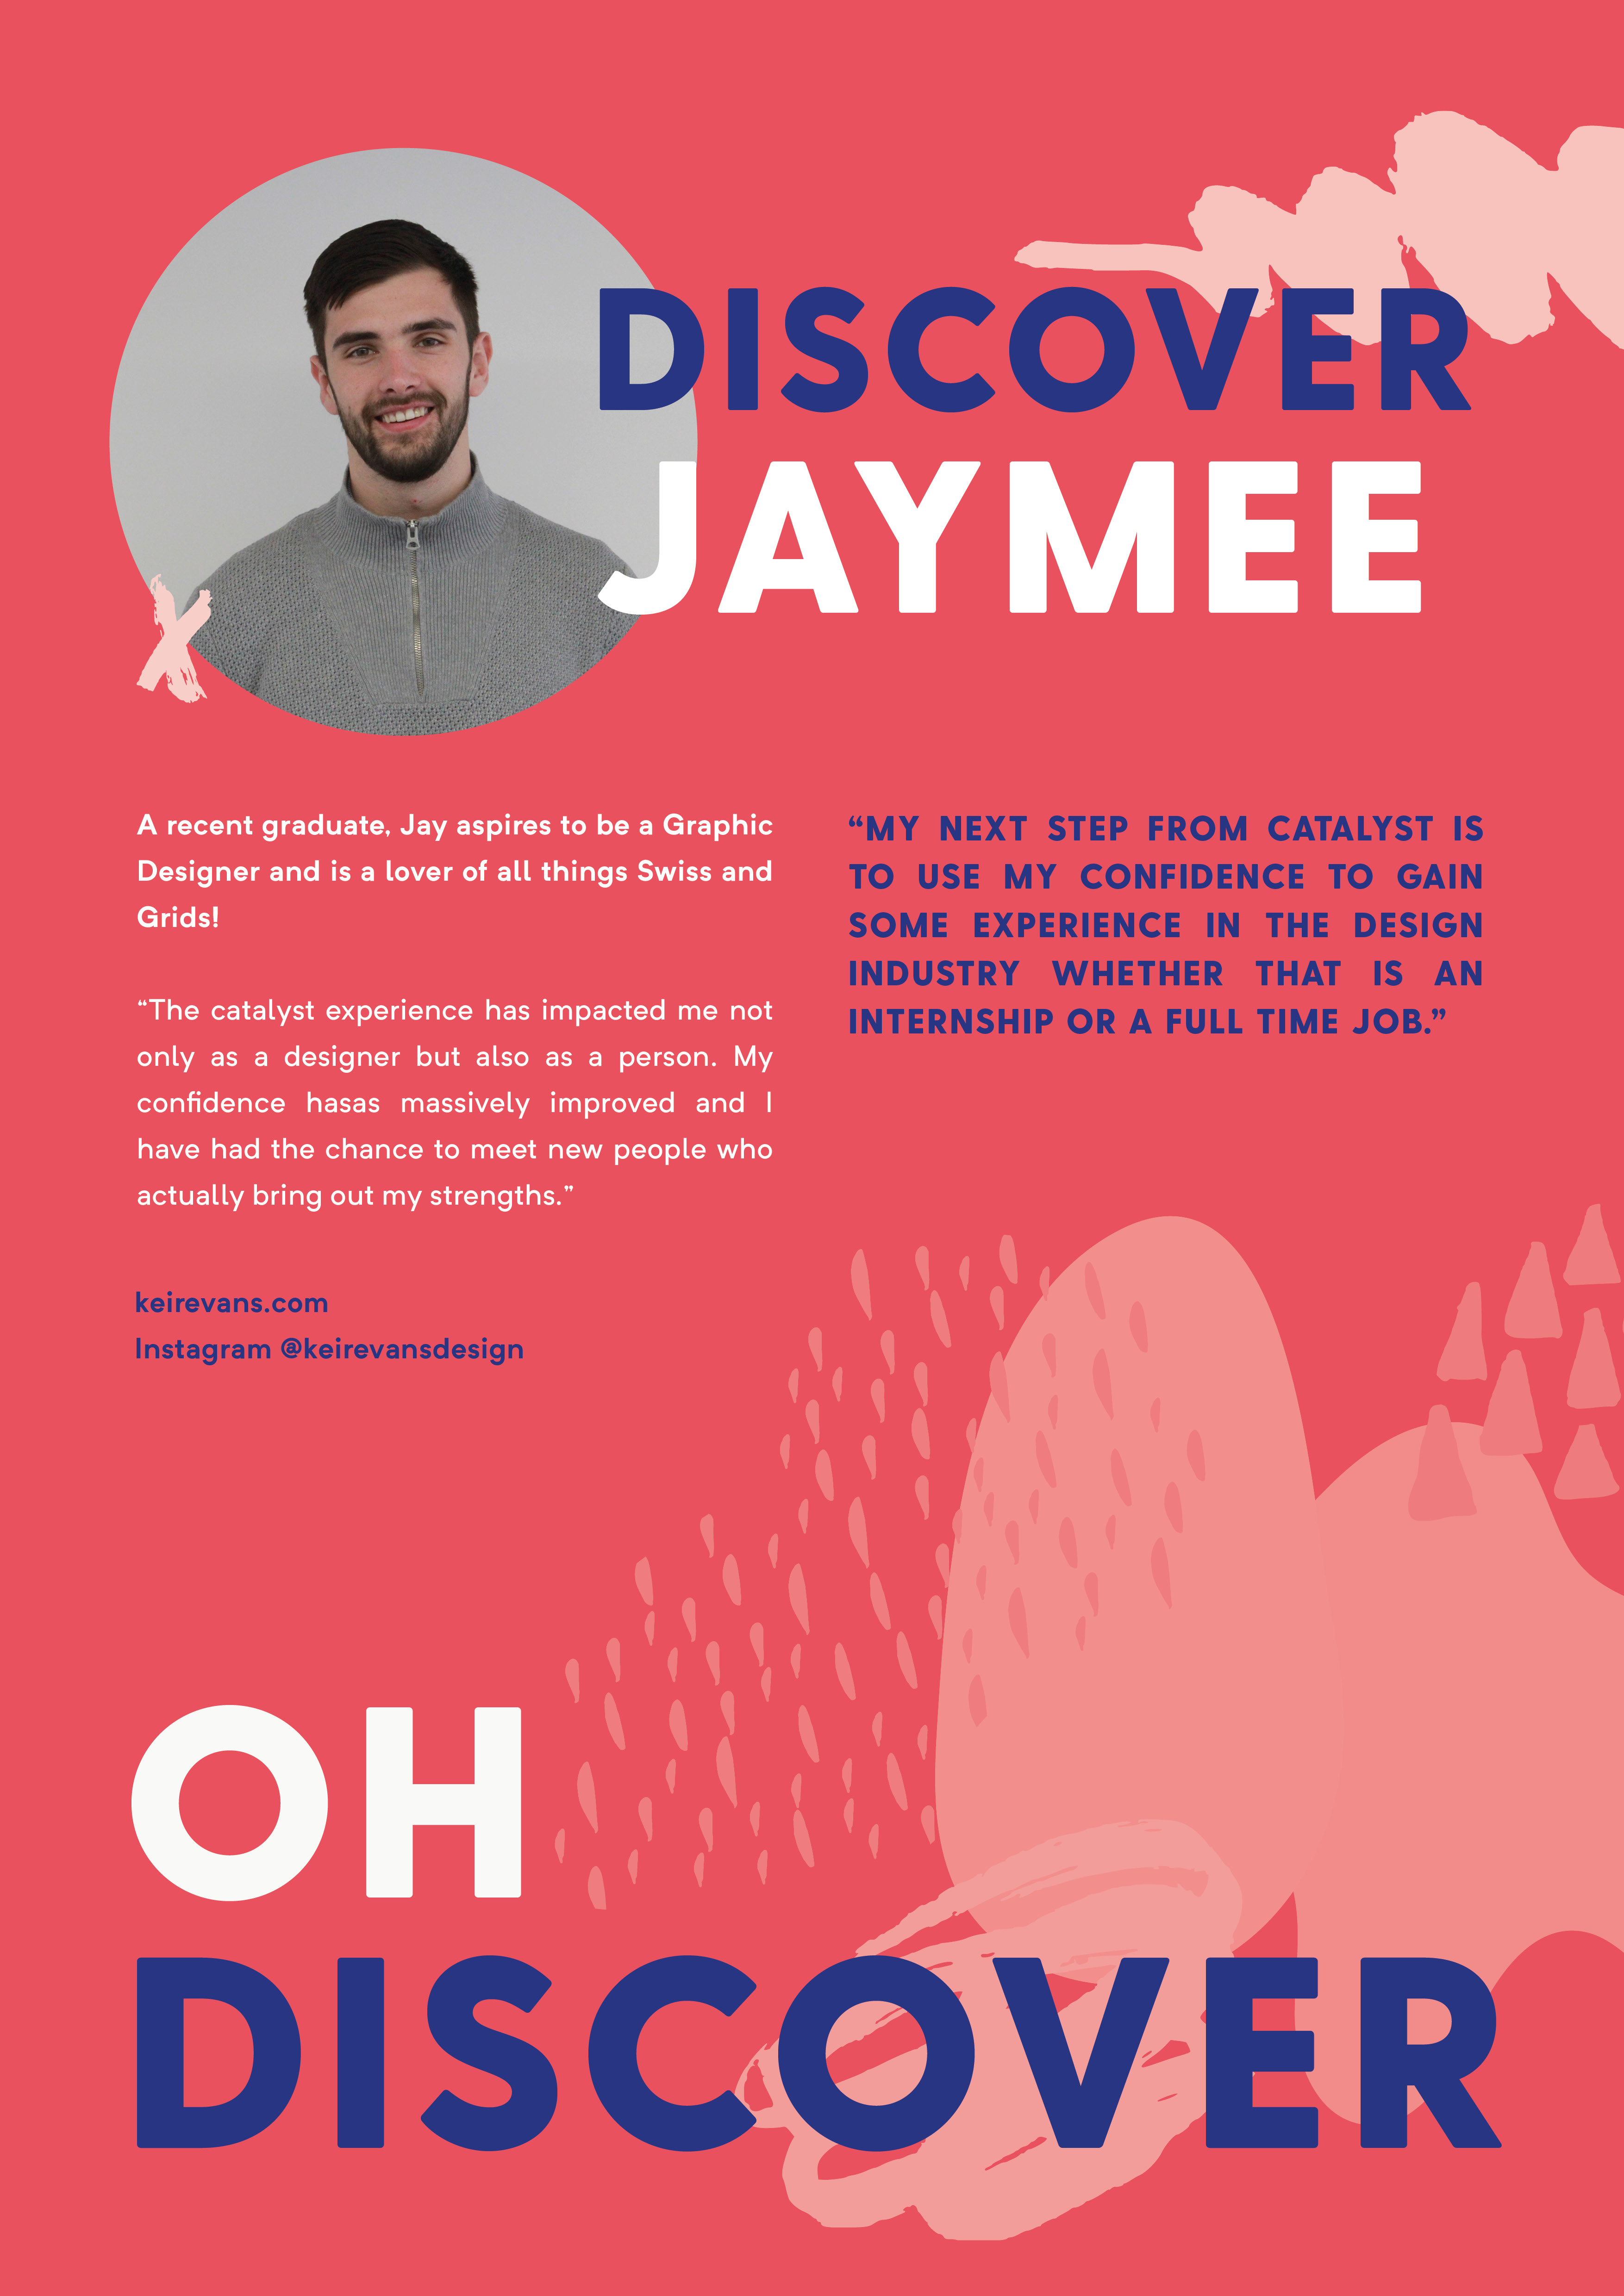 DISCOVER
JAYMEE
A recent graduate, Jay aspires to be a Graphic
Designer and is a lover of all things Swiss and
Grids!
“The catalyst experience has impacted me not
only as a designer but also as a person. My
confidence hasas massively improved and I
have had the chance to meet new people who
actually bring out my strengths.”
keirevans.com
Instagram @keirevansdesign
“MY NEXT STEP FROM CATALYST IS
TO USE MY CONFIDENCE TO GAIN
SOME EXPERIENCE IN THE DESIGN
INDUSTRY WHETHER THAT IS AN
INTERNSHIP OR A FULL TIME JOB.”
OH
DISCOVER